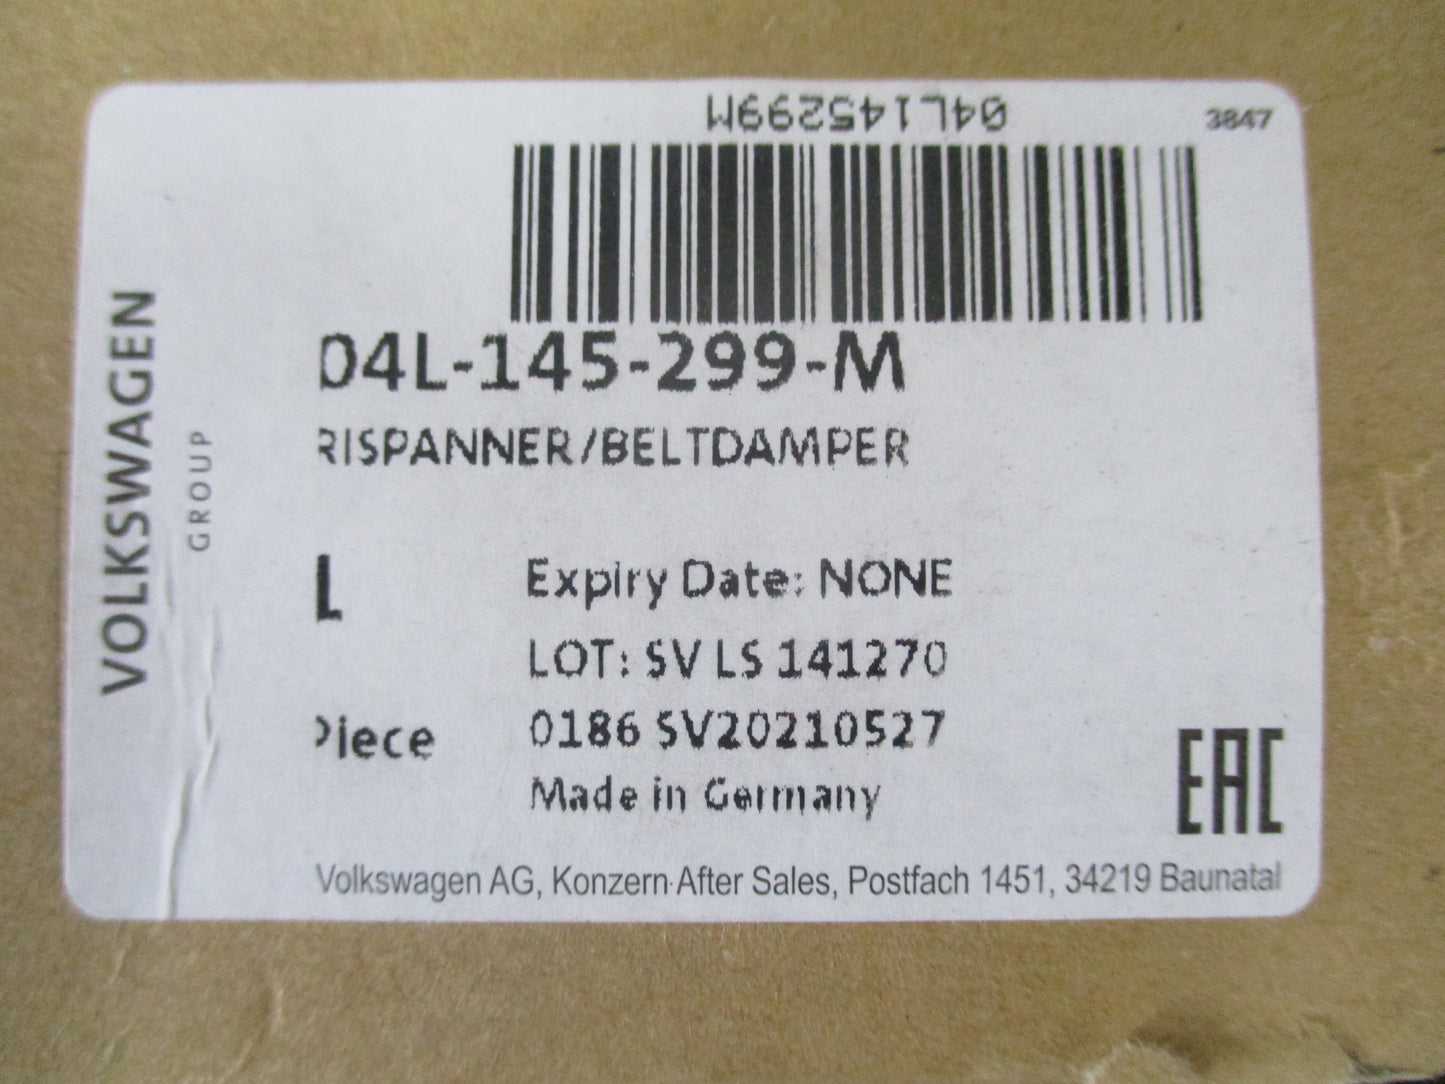 04L145299M
3847
04L-145-299-M
RISPANNER/BELTDAMPER
L
Expiry Date: NONE
LOT: SV LS 141270
Piece
0186 SV20210527
Made in Germany
EAC
Volkswagen AG, Konzern After Sales, Postfach 1451, 34219 Baunatal
VOLKSWAGEN
GROUP